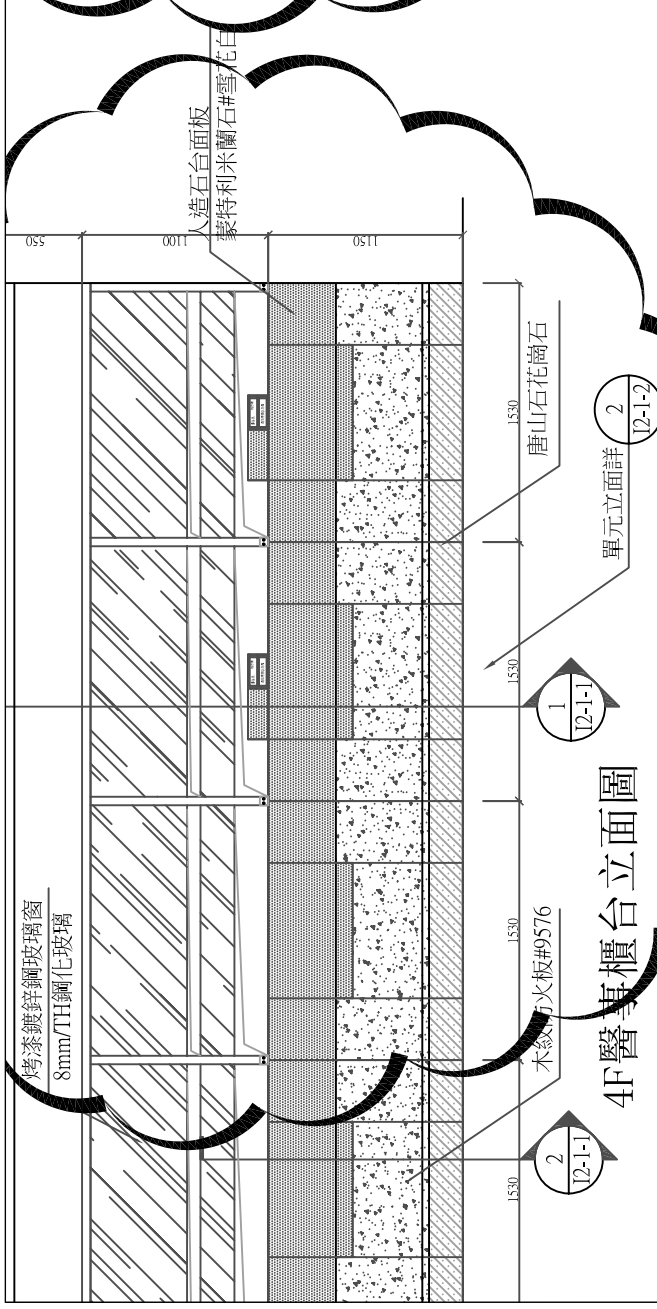 人造石台面板
蒙特利米蘭石#雪花白
550
1100
1150
1530
1530
1530
1530
唐山石花崗石
單元立面詳
2
I2-1-2
1
I2-1-1
烤漆鍍鋅鋼玻璃窗
8mm/TH鋼化玻璃
木紋防火板#9576
2
I2-1-1
4F醫事櫃台立面圖